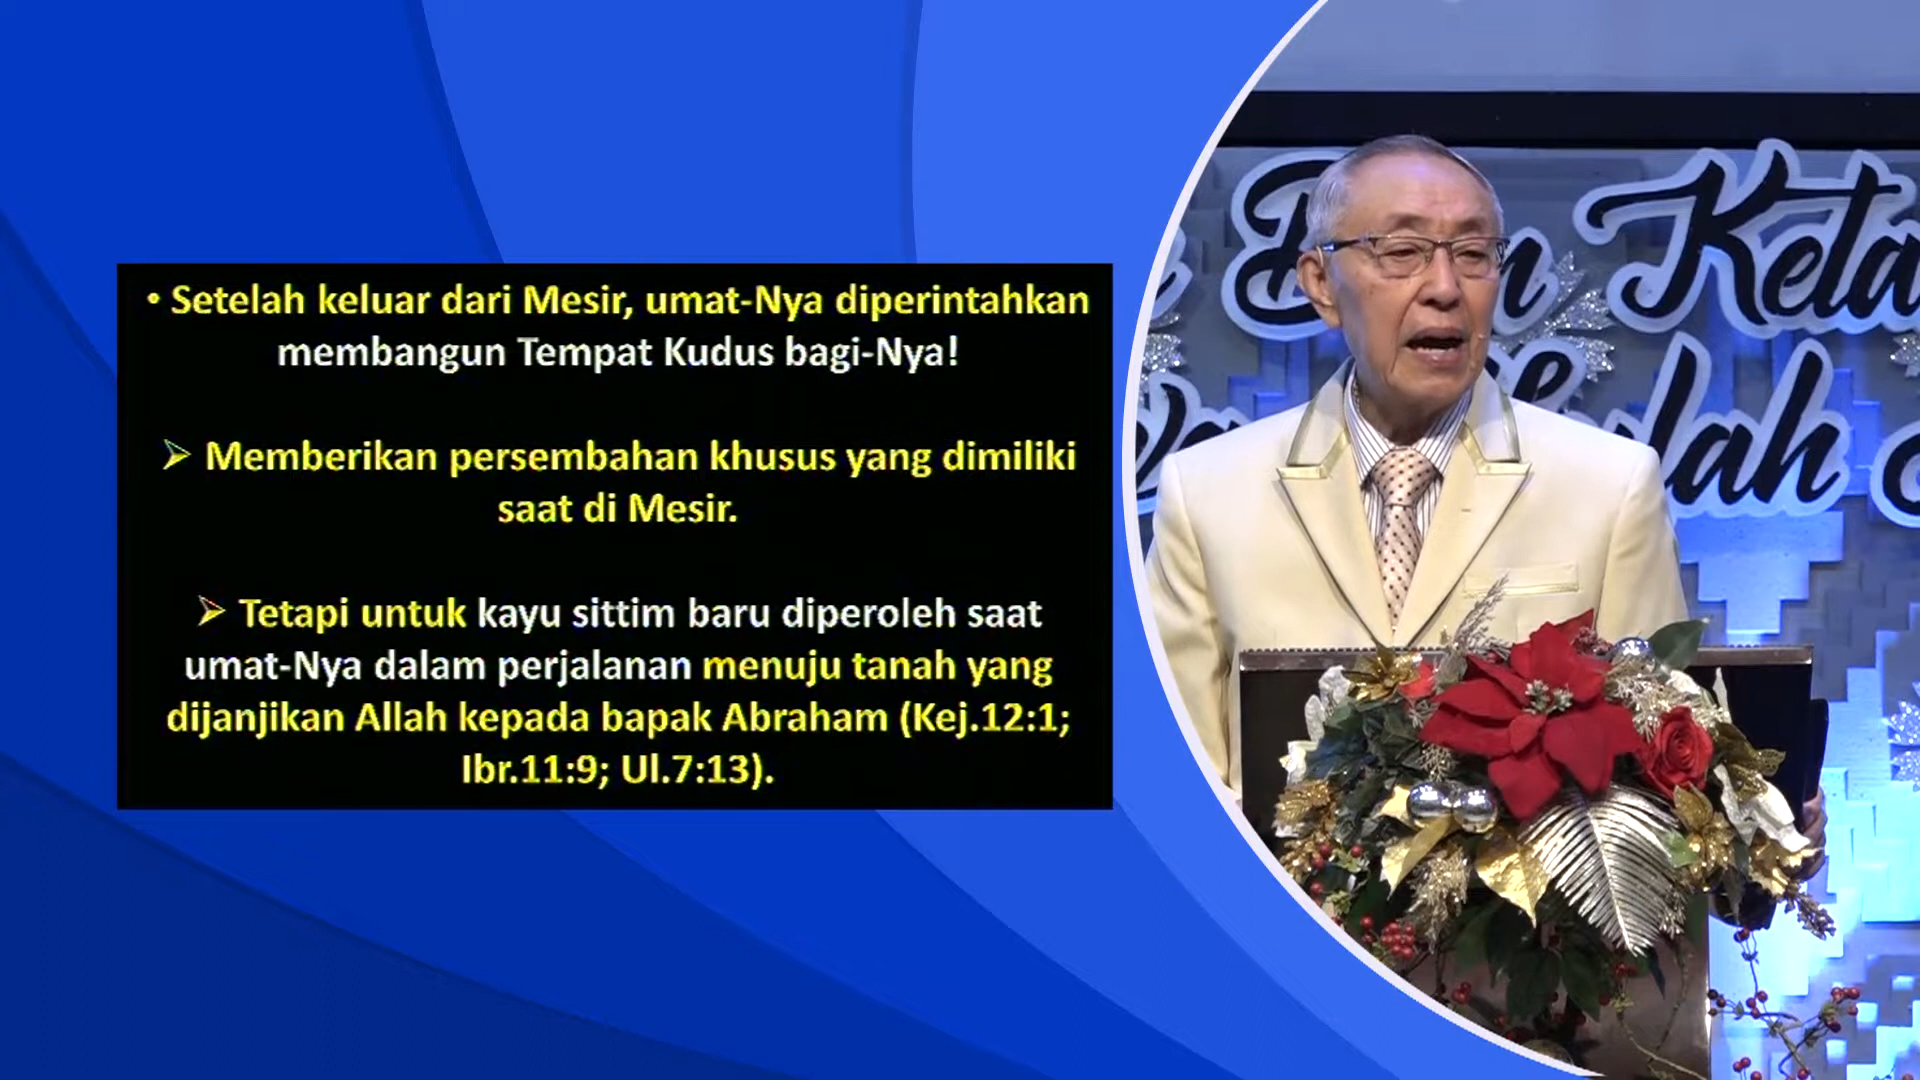 • Setelah keluar dari Mesir, umat-Nya diperintahkan
membangun Tempat Kudus bagi-Nya!
➢ Memberikan persembahan khusus yang dimiliki
saat di Mesir.
➢ Tetapi untuk kayu sittim baru diperoleh saat
umat-Nya dalam perjalanan menuju tanah yang
dijanjikan Allah kepada bapak Abraham (Kej.12:1;
Ibr.11:9; Ul.7:13).